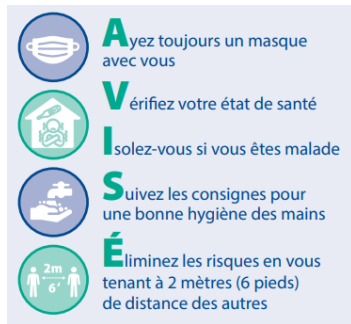 Ayez toujours un masque
avec vous
Vérifiez votre état de santé
Isolez-vous si vous êtes malade
Suivez les consignes pour
une bonne hygiène des mains
2m
6'
Éliminez les risques en vous
tenant à 2 mètres (6 pieds)
de distance des autres